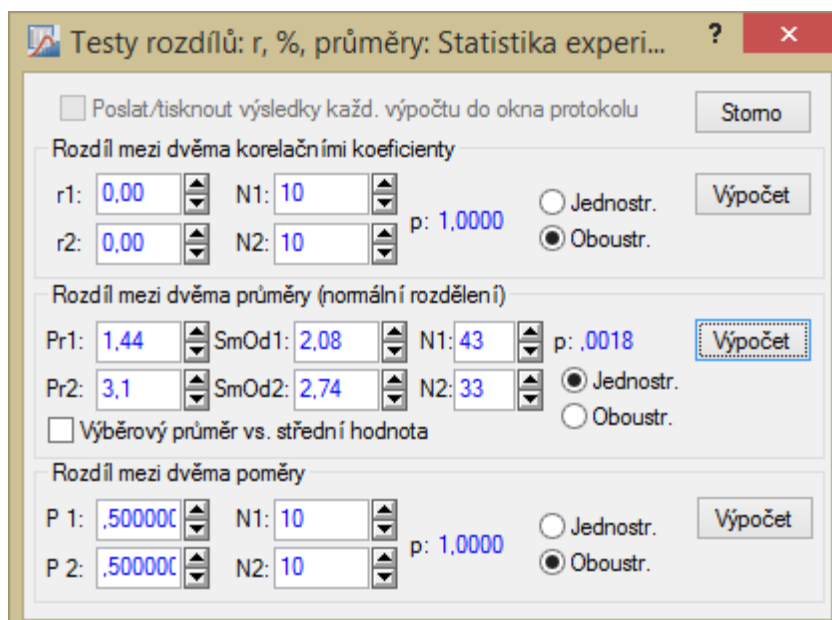 Testy rozdílů: r, %, průměry: Statistika experi... ? ×
Poslat/tisknout výsledky každ. výpočtu do okna protokolu Storno
Rozdíl mezi dvěma korelačními koeficienty
r1: 0,00 N1: 10 p: 1,0000 Jednostr. Výpočet
r2: 0,00 N2: 10 Oboustr.
Rozdíl mezi dvěma průměry (normální rozdělení)
Pr1: 1,44 SmOd1: 2,08 N1: 43 p: ,0018 Výpočet
Pr2: 3,1 SmOd2: 2,74 N2: 33 Jednostr.
Oboustr.
Výběrový průměr vs. střední hodnota
Rozdíl mezi dvěma poměry
P 1: ,500000 N1: 10 p: 1,0000 Jednostr. Výpočet
P 2: ,500000 N2: 10 Oboustr.